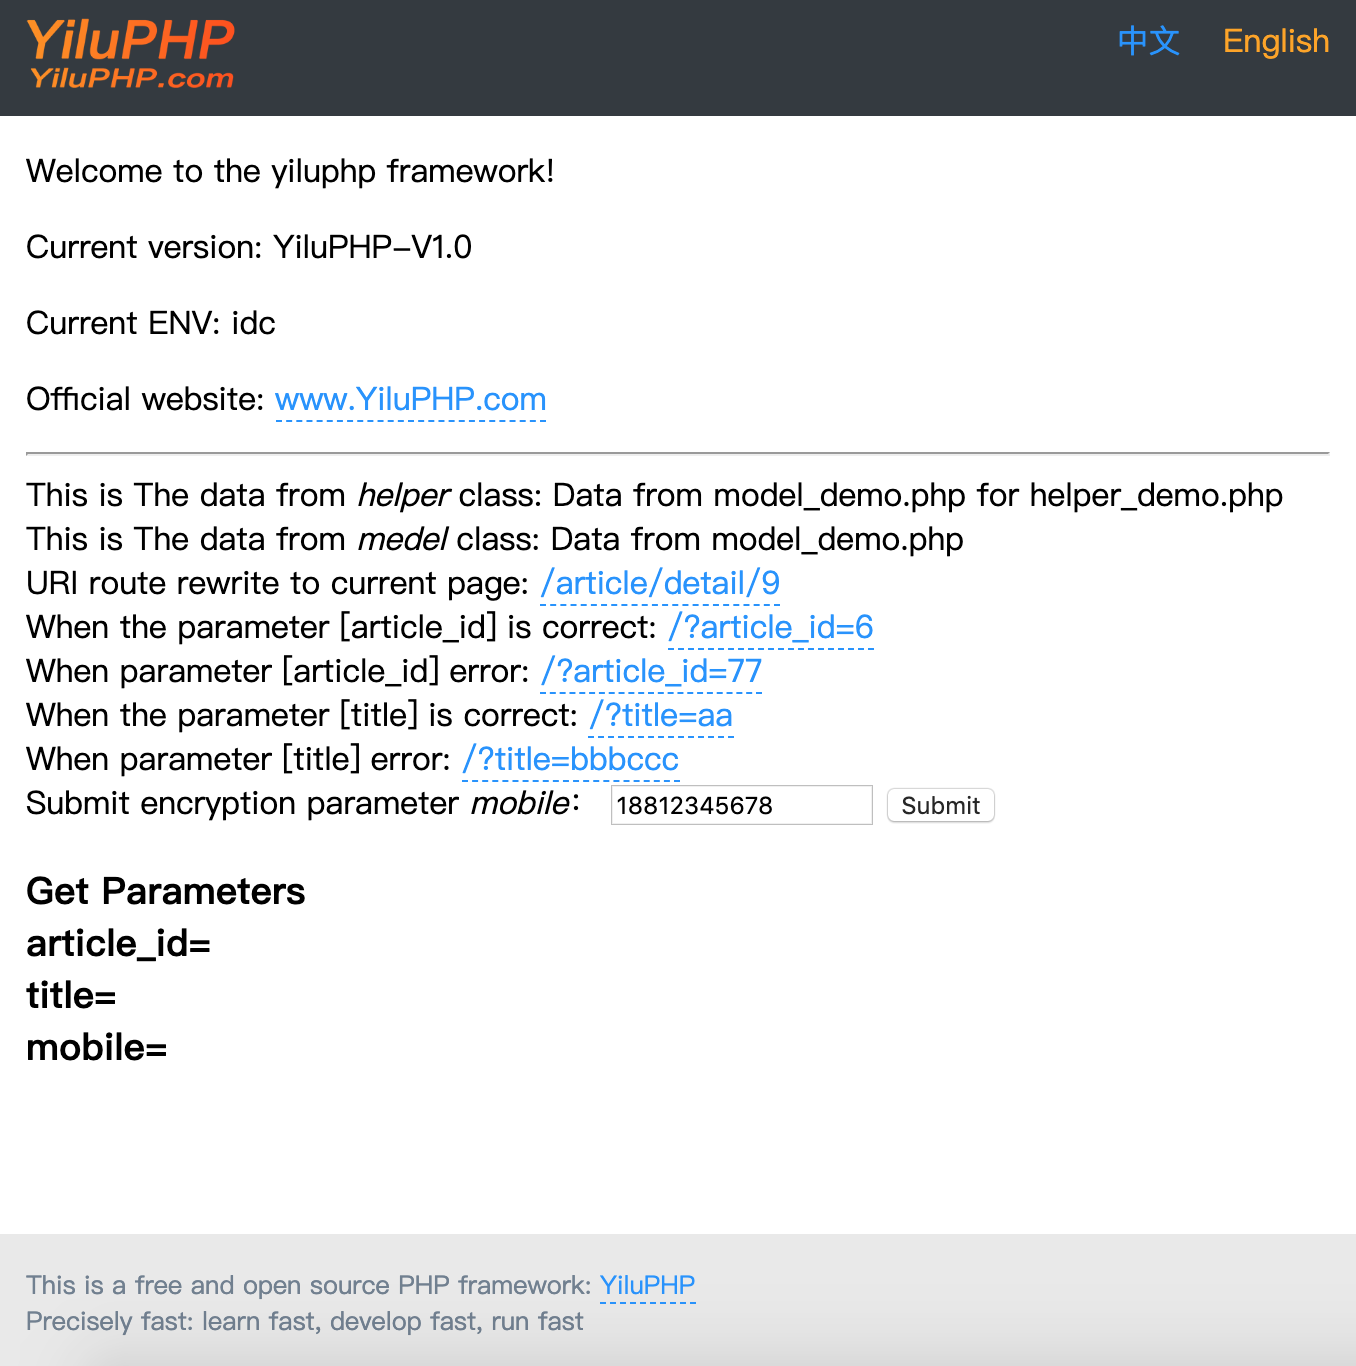 YiluPHP
YiluPHP.com
中文 English
Welcome to the yiluphp framework!
Current version: YiluPHP-V1.0
Current ENV: idc
Official website: www.YiluPHP.com
This is The data from helper class: Data from model_demo.php for helper_demo.php
This is The data from medel class: Data from model_demo.php
URI route rewrite to current page: /article/detail/9
When the parameter [article_id] is correct: /?article_id=6
When parameter [article_id] error: /?article_id=77
When the parameter [title] is correct: /?title=aa
When parameter [title] error: /?title=bbbccc
Submit encryption parameter mobile： 18812345678 Submit
Get Parameters
article_id=
title=
mobile=
This is a free and open source PHP framework: YiluPHP
Precisely fast: learn fast, develop fast, run fast